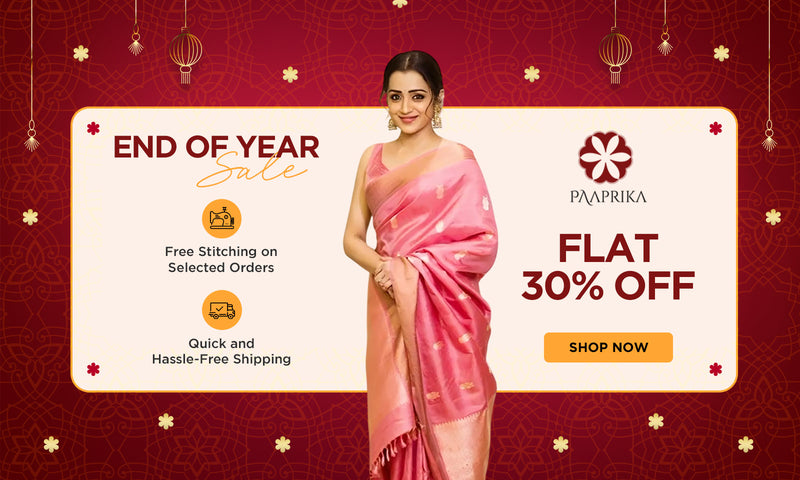 END OF YEAR
Sale
Free Stitching on
Selected Orders
Quick and
Hassle-Free Shipping
PAAPRIKA
FLAT
30% OFF
SHOP NOW